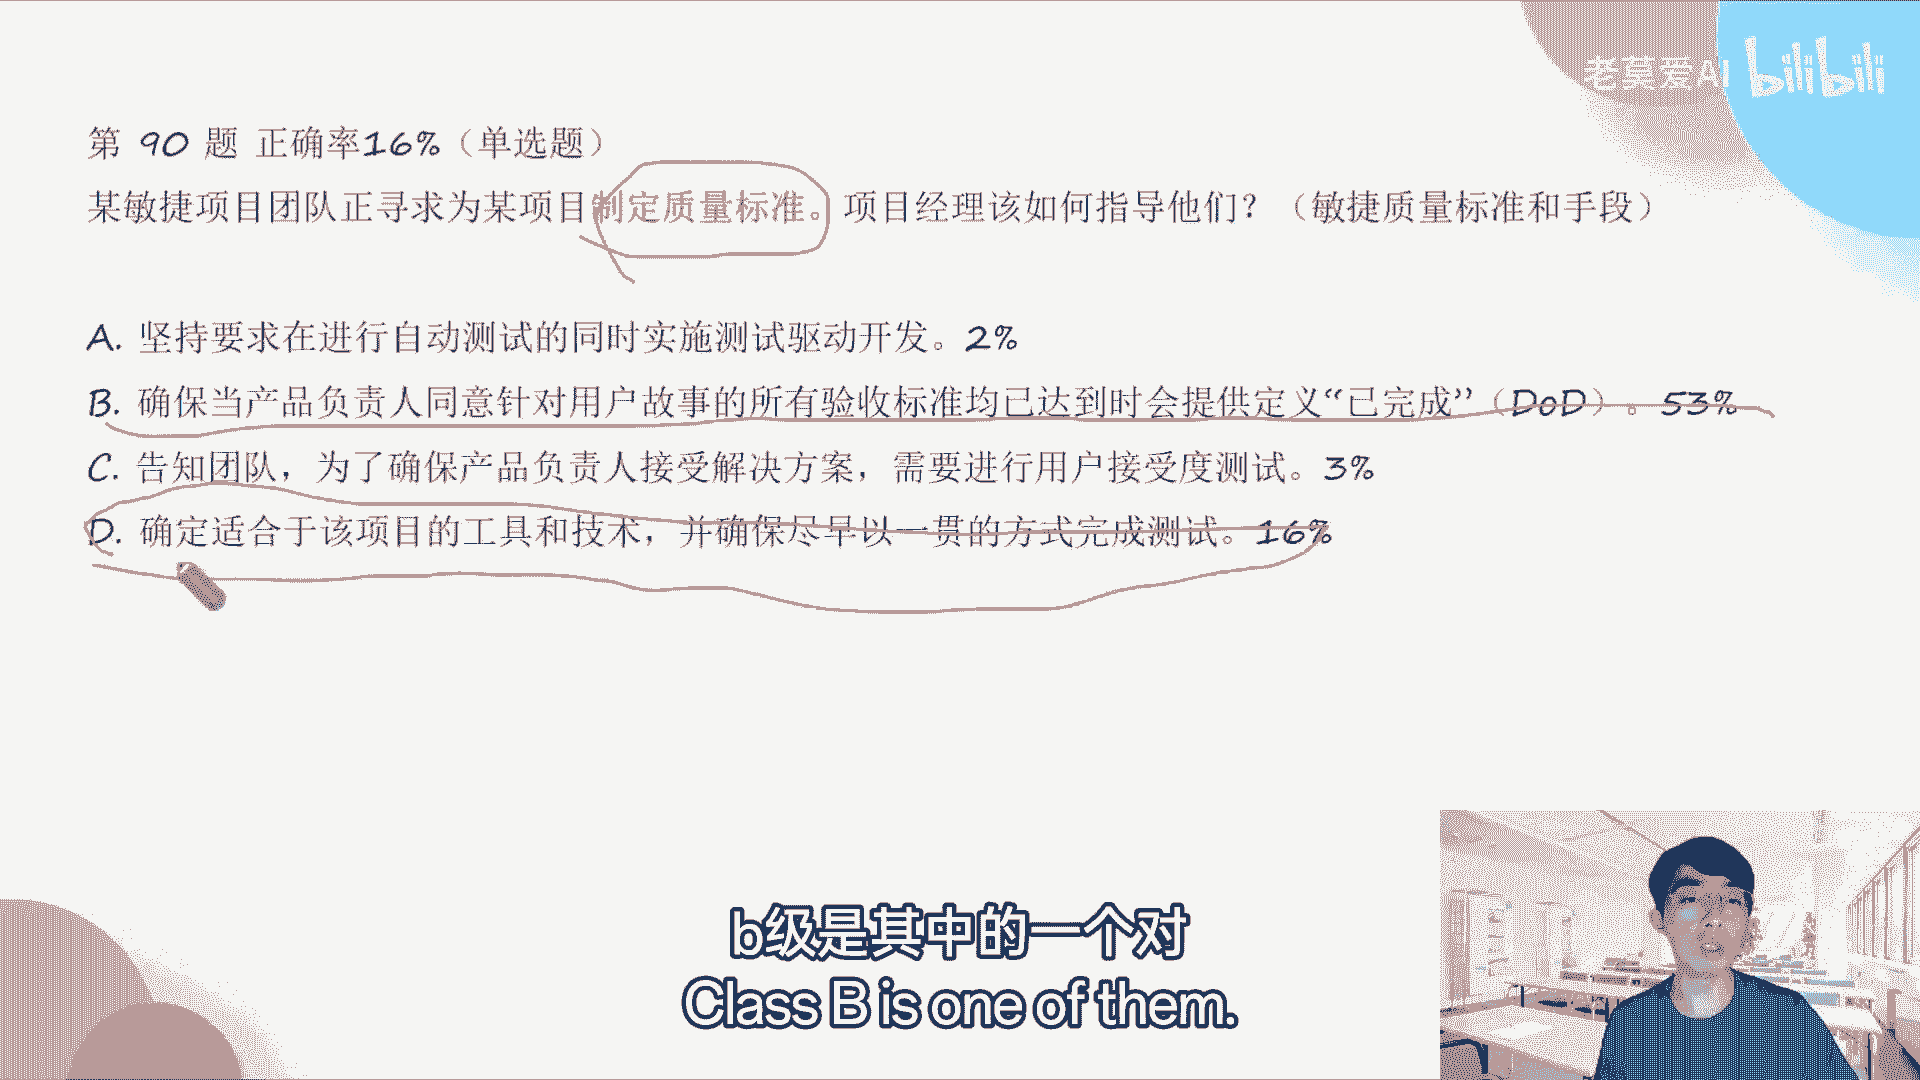 老莫爱AI bilibili
第 90 题 正确率16%（单选题）
某敏捷项目团队正寻求为某项目制定质量标准。项目经理该如何指导他们？（敏捷质量标准和手段）
A. 坚持要求在进行自动测试的同时实施测试驱动开发。2%
B. 确保当产品负责人同意针对用户故事的所有验收标准均已达到时会提供定义“已完成”（DoD）。53%
C. 告知团队，为了确保产品负责人接受解决方案，需要进行用户接受度测试。3%
D. 确定适合于该项目的工具和技术，并确保尽早以一贯的方式完成测试。16%
b级是其中的一个对
Class B is one of them.